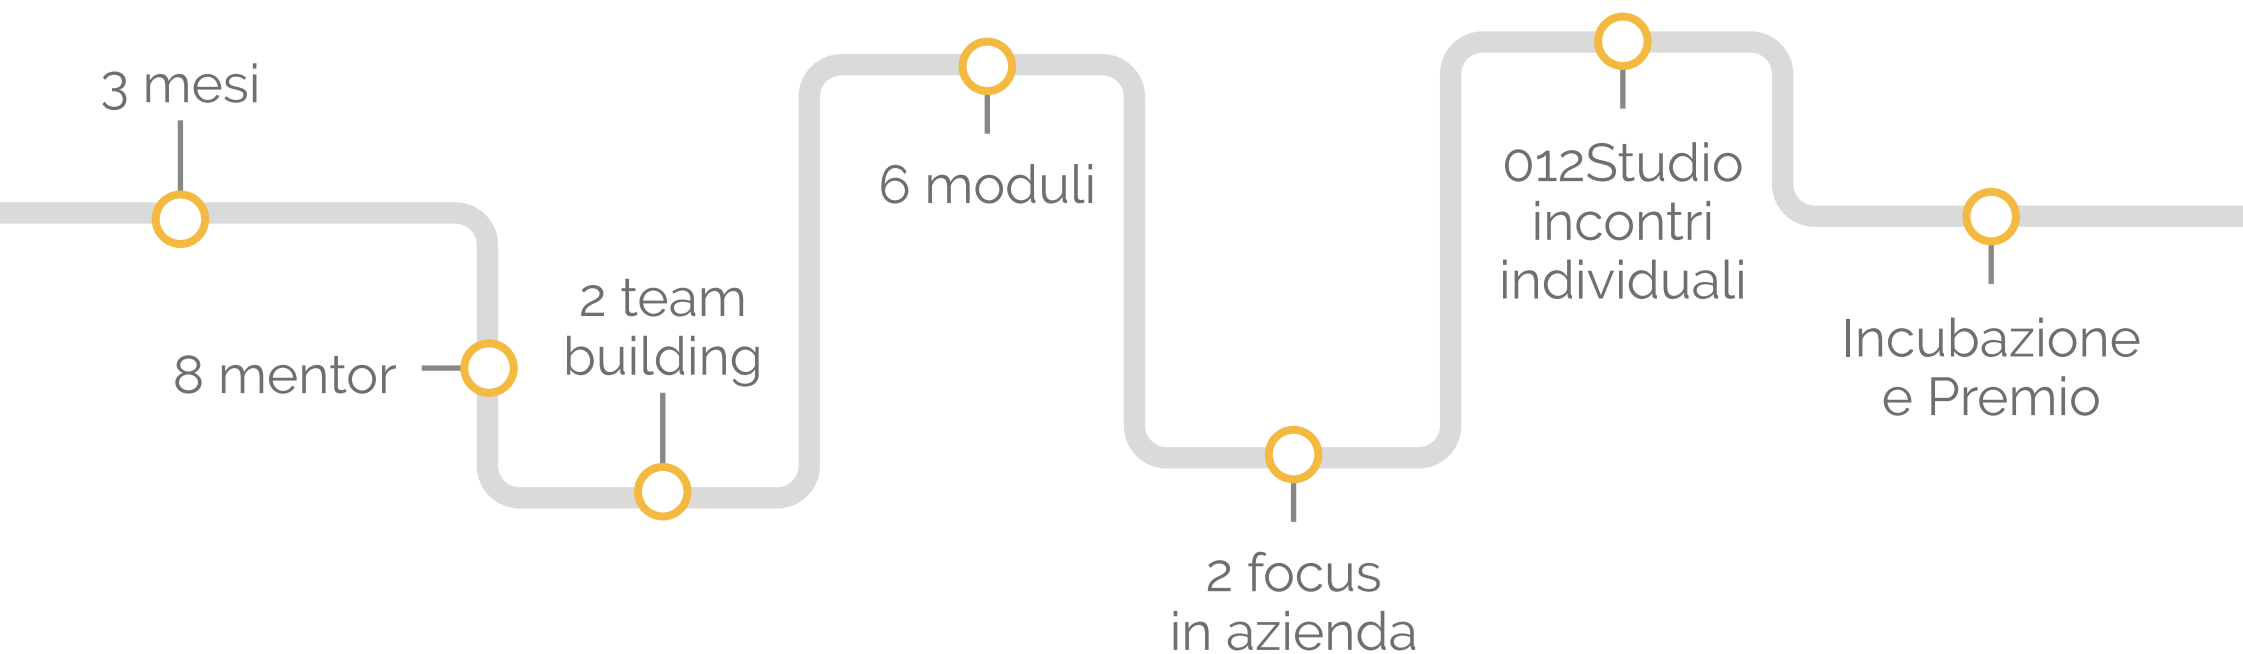 3 mesi
8 mentor
2 team
building
6 moduli
2 focus
in azienda
012Studio
incontri
individuali
Incubazione
e Premio